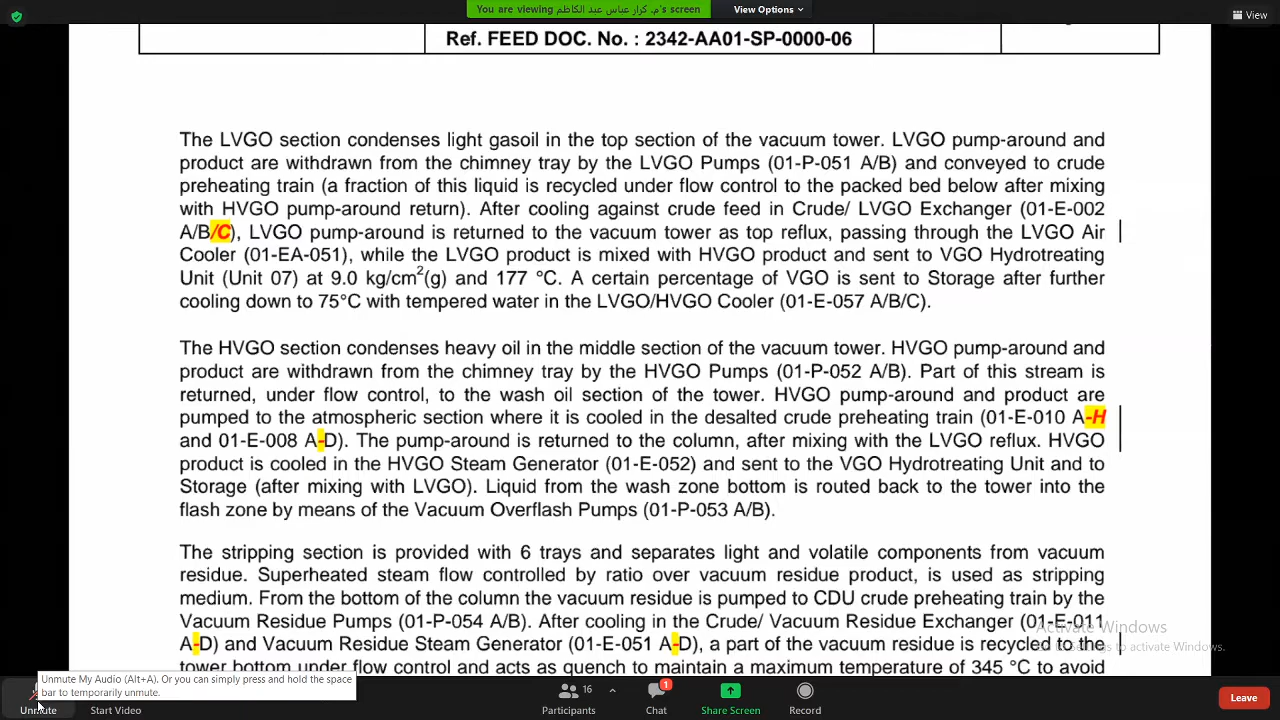 You are viewing م. كرار عباس عبد الكاظم's screen
View Options
View
Ref. FEED DOC. No. : 2342-AA01-SP-0000-06
The LVGO section condenses light gasoil in the top section of the vacuum tower. LVGO pump-around and
product are withdrawn from the chimney tray by the LVGO Pumps (01-P-051 A/B) and conveyed to crude
preheating train (a fraction of this liquid is recycled under flow control to the packed bed below after mixing
with HVGO pump-around return). After cooling against crude feed in Crude/ LVGO Exchanger (01-E-002
A/B/C), LVGO pump-around is returned to the vacuum tower as top reflux, passing through the LVGO Air
Cooler (01-EA-051), while the LVGO product is mixed with HVGO product and sent to VGO Hydrotreating
Unit (Unit 07) at 9.0 kg/cm²(g) and 177 °C. A certain percentage of VGO is sent to Storage after further
cooling down to 75°C with tempered water in the LVGO/HVGO Cooler (01-E-057 A/B/C).
The HVGO section condenses heavy oil in the middle section of the vacuum tower. HVGO pump-around and
product are withdrawn from the chimney tray by the HVGO Pumps (01-P-052 A/B). Part of this stream is
returned, under flow control, to the wash oil section of the tower. HVGO pump-around and product are
pumped to the atmospheric section where it is cooled in the desalted crude preheating train (01-E-010 A-H
and 01-E-008 A-D). The pump-around is returned to the column, after mixing with the LVGO reflux. HVGO
product is cooled in the HVGO Steam Generator (01-E-052) and sent to the VGO Hydrotreating Unit and to
Storage (after mixing with LVGO). Liquid from the wash zone bottom is routed back to the tower into the
flash zone by means of the Vacuum Overflash Pumps (01-P-053 A/B).
The stripping section is provided with 6 trays and separates light and volatile components from vacuum
residue. Superheated steam flow controlled by ratio over vacuum residue product, is used as stripping
medium. From the bottom of the column the vacuum residue is pumped to CDU crude preheating train by the
Vacuum Residue Pumps (01-P-054 A/B). After cooling in the Crude/ Vacuum Residue Exchanger (01-E-011
A-D) and Vacuum Residue Steam Generator (01-E-051 A-D), a part of the vacuum residue is recycled to the
tower bottom under flow control and acts as quench to maintain a maximum temperature of 345 °C to avoid
Activate Windows
Go to Settings to activate Windows.
Unmute My Audio (Alt+A). Or you can simply press and hold the space
bar to temporarily unmute.
Unmute
Start Video
16
Participants
1
Chat
Share Screen
Record
Leave